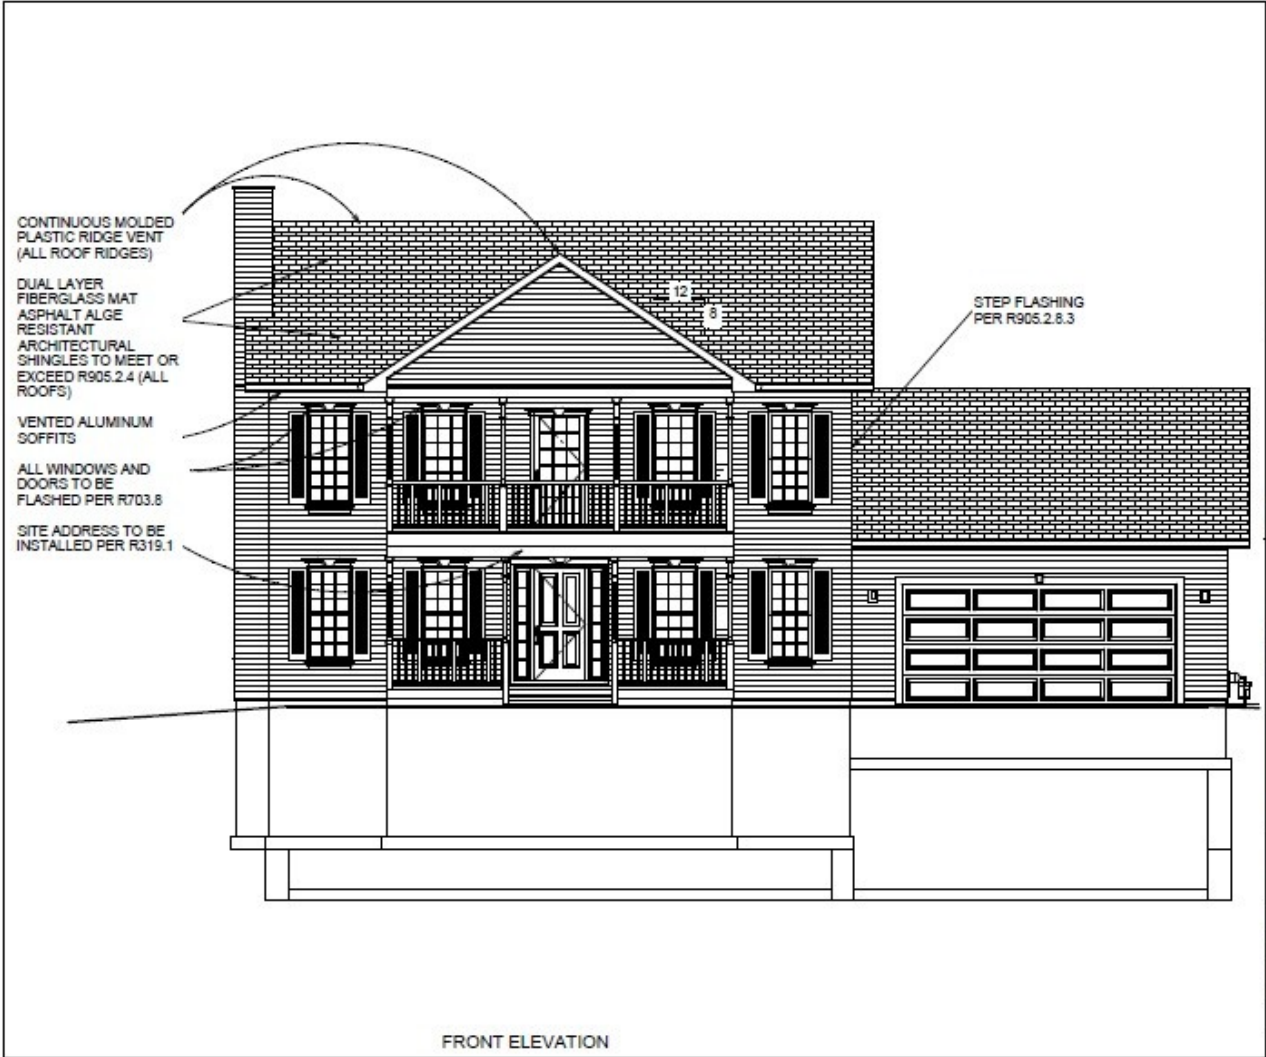 CONTINUOUS MOLDED
PLASTIC RIDGE VENT
(ALL ROOF RIDGES)
DUAL LAYER
FIBERGLASS MAT
ASPHALT ALGE
RESISTANT
ARCHITECTURAL
SHINGLES TO MEET OR
EXCEED R905.2.4 (ALL
ROOFS)
VENTED ALUMINUM
SOFFITS
ALL WINDOWS AND
DOORS TO BE
FLASHED PER R703.8
SITE ADDRESS TO BE
INSTALLED PER R319.1
12
8
STEP FLASHING
PER R905.2.8.3
FRONT ELEVATION